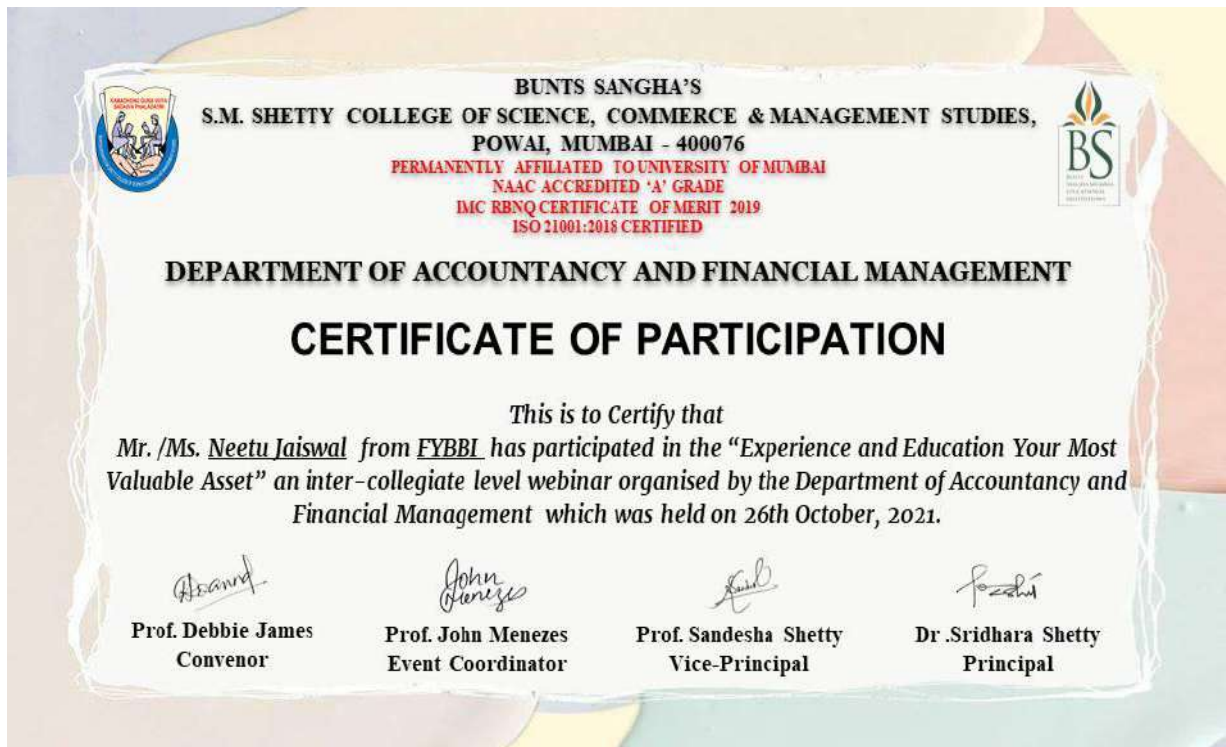 BUNTS SANGHA'S
S.M. SHETTY COLLEGE OF SCIENCE, COMMERCE & MANAGEMENT STUDIES,
POWAI, MUMBAI - 400076
PERMANENTLY AFFILIATED TO UNIVERSITY OF MUMBAI
NAAC ACCREDITED 'A' GRADE
IMC RBNQ CERTIFICATE OF MERIT 2019
ISO 21001:2018 CERTIFIED
BS
DEPARTMENT OF ACCOUNTANCY AND FINANCIAL MANAGEMENT
CERTIFICATE OF PARTICIPATION
This is to Certify that
Mr. /Ms. Neetu Jaiswal from FYBBI has participated in the "Experience and Education Your Most
Valuable Asset" an inter-collegiate level webinar organised by the Department of Accountancy and
Financial Management which was held on 26th October, 2021.
John
Menezes
Prof. Debbie James
Convenor
Prof. John Menezes
Event Coordinator
Prof. Sandesha Shetty
Vice-Principal
Dr .Sridhara Shetty
Principal